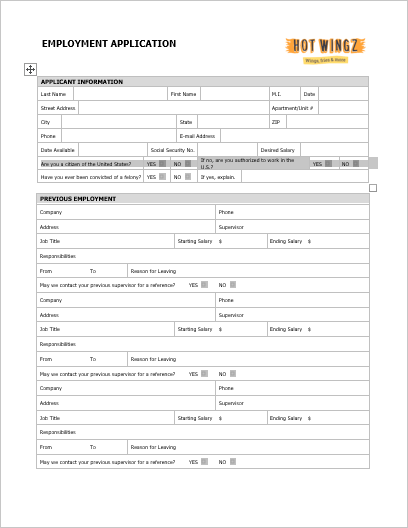 EMPLOYMENT APPLICATION
HOT WINGZ
Wings, Bars & More
APPLICANT INFORMATION
Last Name First Name M.I. Date
Street Address Apartment/Unit #
City State ZIP
Phone E-mail Address
Date Available Social Security No. Desired Salary
Are you a citizen of the United States? YES NO If no, are you authorized to work in the U.S.? YES NO
Have you ever been convicted of a felony? YES NO If yes, explain.
PREVIOUS EMPLOYMENT
Company Phone
Address Supervisor
Job Title Starting Salary $ Ending Salary $
Responsibilities
From To Reason for Leaving
May we contact your previous supervisor for a reference? YES NO
Company Phone
Address Supervisor
Job Title Starting Salary $ Ending Salary $
Responsibilities
From To Reason for Leaving
May we contact your previous supervisor for a reference? YES NO
Company Phone
Address Supervisor
Job Title Starting Salary $ Ending Salary $
Responsibilities
From To Reason for Leaving
May we contact your previous supervisor for a reference? YES NO